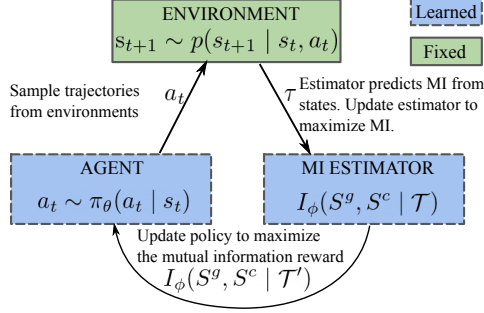 ENVIRONMENT
s_{t+1} ∼ p(s_{t+1} | s_t, a_t)
Learned
Fixed
Sample trajectories
from environments
a_t
τ
Estimator predicts MI from
states. Update estimator to
maximize MI.
AGENT
a_t ∼ π_θ(a_t | s_t)
MI ESTIMATOR
I_ϕ(S^g, S^c | 𝒯)
Update policy to maximize
the mutual information reward
I_ϕ(S^g, S^c | 𝒯′)